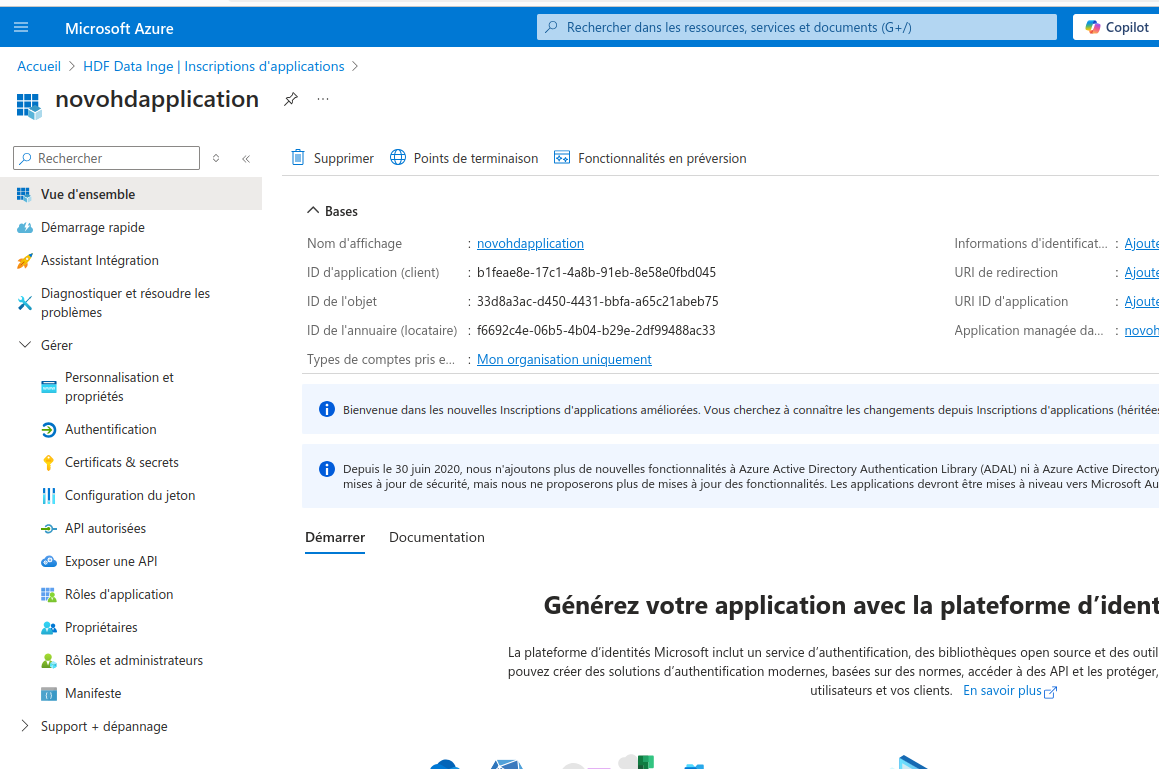 Microsoft Azure
Rechercher dans les ressources, services et documents (G+/)
Copilot
Accueil > HDF Data Inge | Inscriptions d'applications >
novohdapplication
...
Rechercher
«
Supprimer
Points de terminaison
Fonctionnalités en préversion
Vue d'ensemble
Démarrage rapide
Assistant Intégration
Diagnostiquer et résoudre les
problèmes
Gérer
Personnalisation et
propriétés
Authentification
Certificats & secrets
Configuration du jeton
API autorisées
Exposer une API
Rôles d'application
Propriétaires
Rôles et administrateurs
Manifeste
Support + dépannage
Bases
Nom d'affichage : novohdapplication
ID d'application (client) : b1feae8e-17c1-4a8b-91eb-8e58e0fbd045
ID de l'objet : 33d8a3ac-d450-4431-bbfa-a65c21abeb75
ID de l'annuaire (locataire) : f6692c4e-06b5-4b04-b29e-2df99488ac33
Types de comptes pris e... : Mon organisation uniquement
Informations d'identificat... : Ajoute
URI de redirection : Ajoute
URI ID d'application : Ajoute
Application managée da... : novoh
Bienvenue dans les nouvelles Inscriptions d'applications améliorées. Vous cherchez à connaître les changements depuis Inscriptions d'applications (héritées
Depuis le 30 juin 2020, nous n'ajoutons plus de nouvelles fonctionnalités à Azure Active Directory Authentication Library (ADAL) ni à Azure Active Directory
mises à jour de sécurité, mais nous ne proposerons plus de mises à jour des fonctionnalités. Les applications devront être mises à niveau vers Microsoft Au
Démarrer
Documentation
Générez votre application avec la plateforme d’ident
La plateforme d’identités Microsoft inclut un service d’authentification, des bibliothèques open source et des outil
pouvez créer des solutions d’authentification modernes, basées sur des normes, accéder à des API et les protéger,
utilisateurs et vos clients. En savoir plus